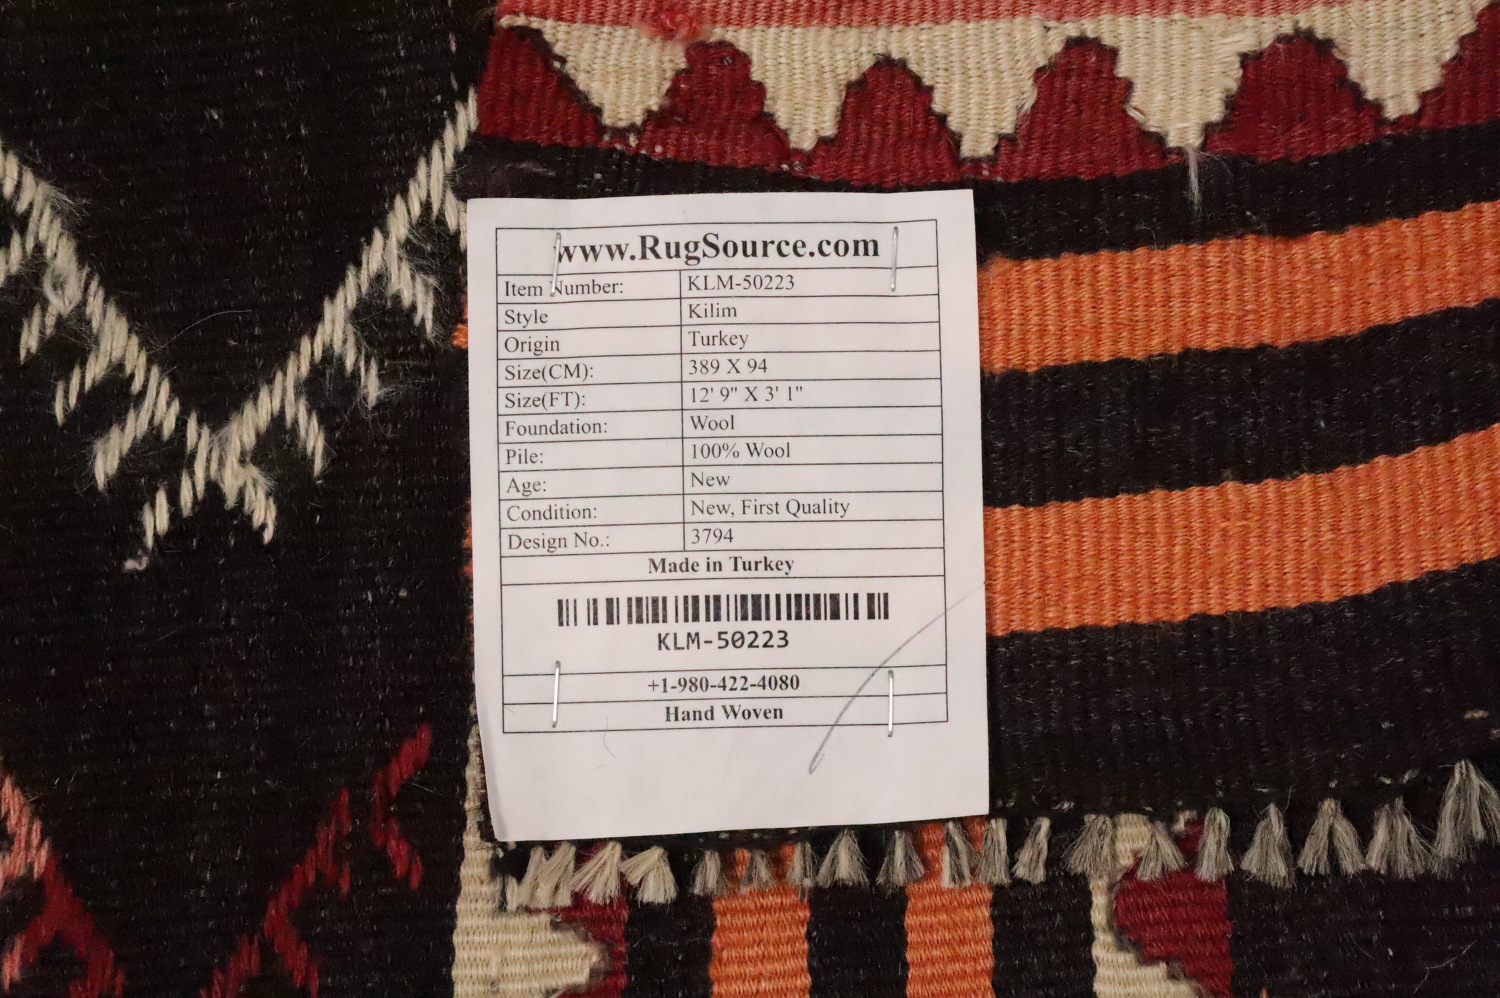 www.RugSource.com
Item Number: KLM-50223
Style Kilim
Origin Turkey
Size(CM): 389 X 94
Size(FT): 12' 9" X 3' 1"
Foundation: Wool
Pile: 100% Wool
Age: New
Condition: New, First Quality
Design No.: 3794
Made in Turkey
KLM-50223
+1-980-422-4080
Hand Woven